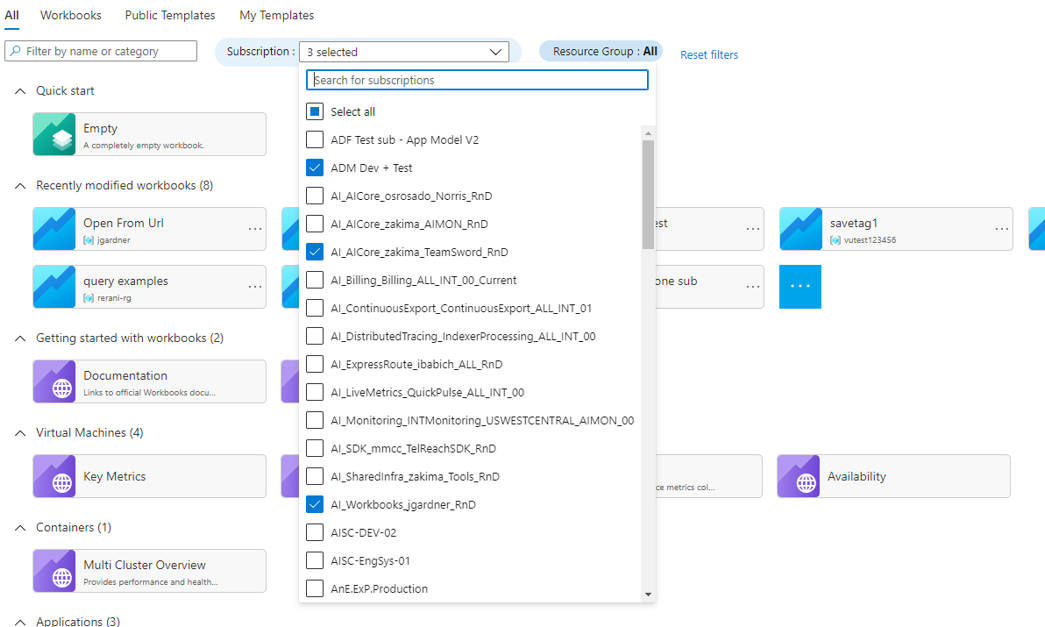 All Workbooks Public Templates My Templates
Filter by name or category
Subscription : 3 selected
Resource Group : All
Reset filters
Search for subscriptions
Select all
ADF Test sub - App Model V2
ADM Dev + Test
AI_AICore_osrosado_Norris_RnD
AI_AICore_zakima_AIMON_RnD
AI_AICore_zakima_TeamSword_RnD
AI_Billing_Billing_ALL_INT_00_Current
AI_ContinuousExport_ContinuousExport_ALL_INT_01
AI_DistributedTracing_IndexerProcessing_ALL_INT_00
AI_ExpressRoute_ibabich_ALL_RnD
AI_LiveMetrics_QuickPulse_ALL_INT_00
AI_Monitoring_INTMonitoring_USWESTCENTRAL_AIMON_00
AI_SDK_mmcc_TelReachSDK_RnD
AI_SharedInfra_zakima_Tools_RnD
AI_Workbooks_jgardner_RnD
AISC-DEV-02
AISC-EngSys-01
AnE.ExP.Production
Quick start
Empty
A completely empty workbook.
Recently modified workbooks (8)
Open From Url
jgardner
est
savetag1
vutest123456
query examples
rerani-rg
one sub
Getting started with workbooks (2)
Documentation
Links to official Workbooks docu...
Virtual Machines (4)
Key Metrics
ce metrics col...
Availability
Containers (1)
Multi Cluster Overview
Provides performance and health...
Applications (3)